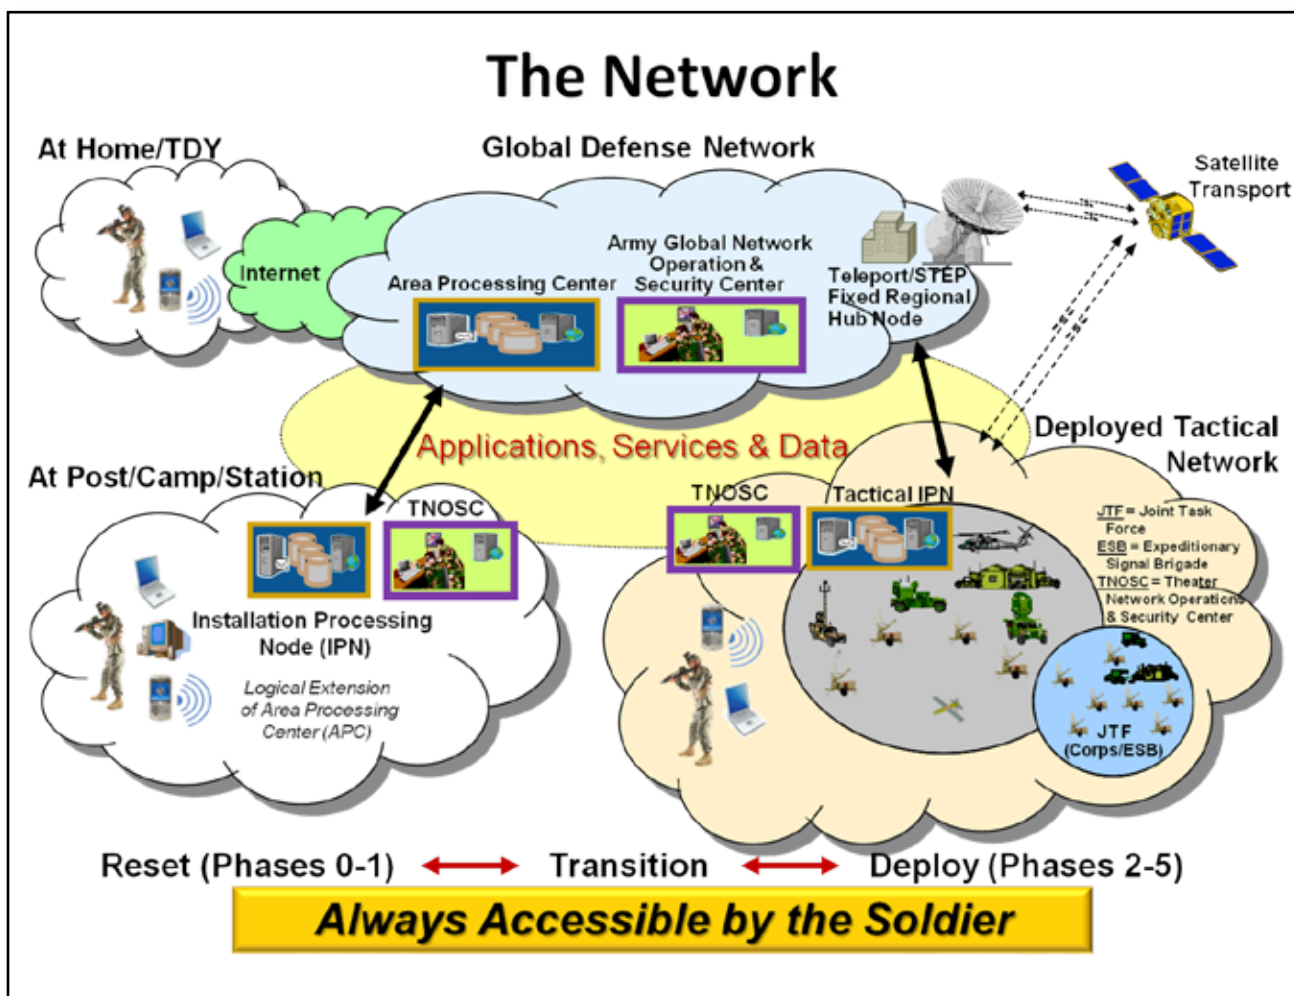 The Network
At Home/TDY
Global Defense Network
Satellite
Transport
Internet
Area Processing Center
Army Global Network
Operation &
Security Center
Teleport/STEP
Fixed Regional
Hub Node
Applications, Services & Data
At Post/Camp/Station
TNOSC
Installation Processing
Node (IPN)
Logical Extension
of Area Processing
Center (APC)
Deployed Tactical
Network
TNOSC
Tactical IPN
JTF = Joint Task
Force
ESB = Expeditionary
Signal Brigade
TNOSC = Theater
Network Operations
& Security Center
JTF
(Corps/ESB)
Reset (Phases 0-1)
Transition
Deploy (Phases 2-5)
Always Accessible by the Soldier